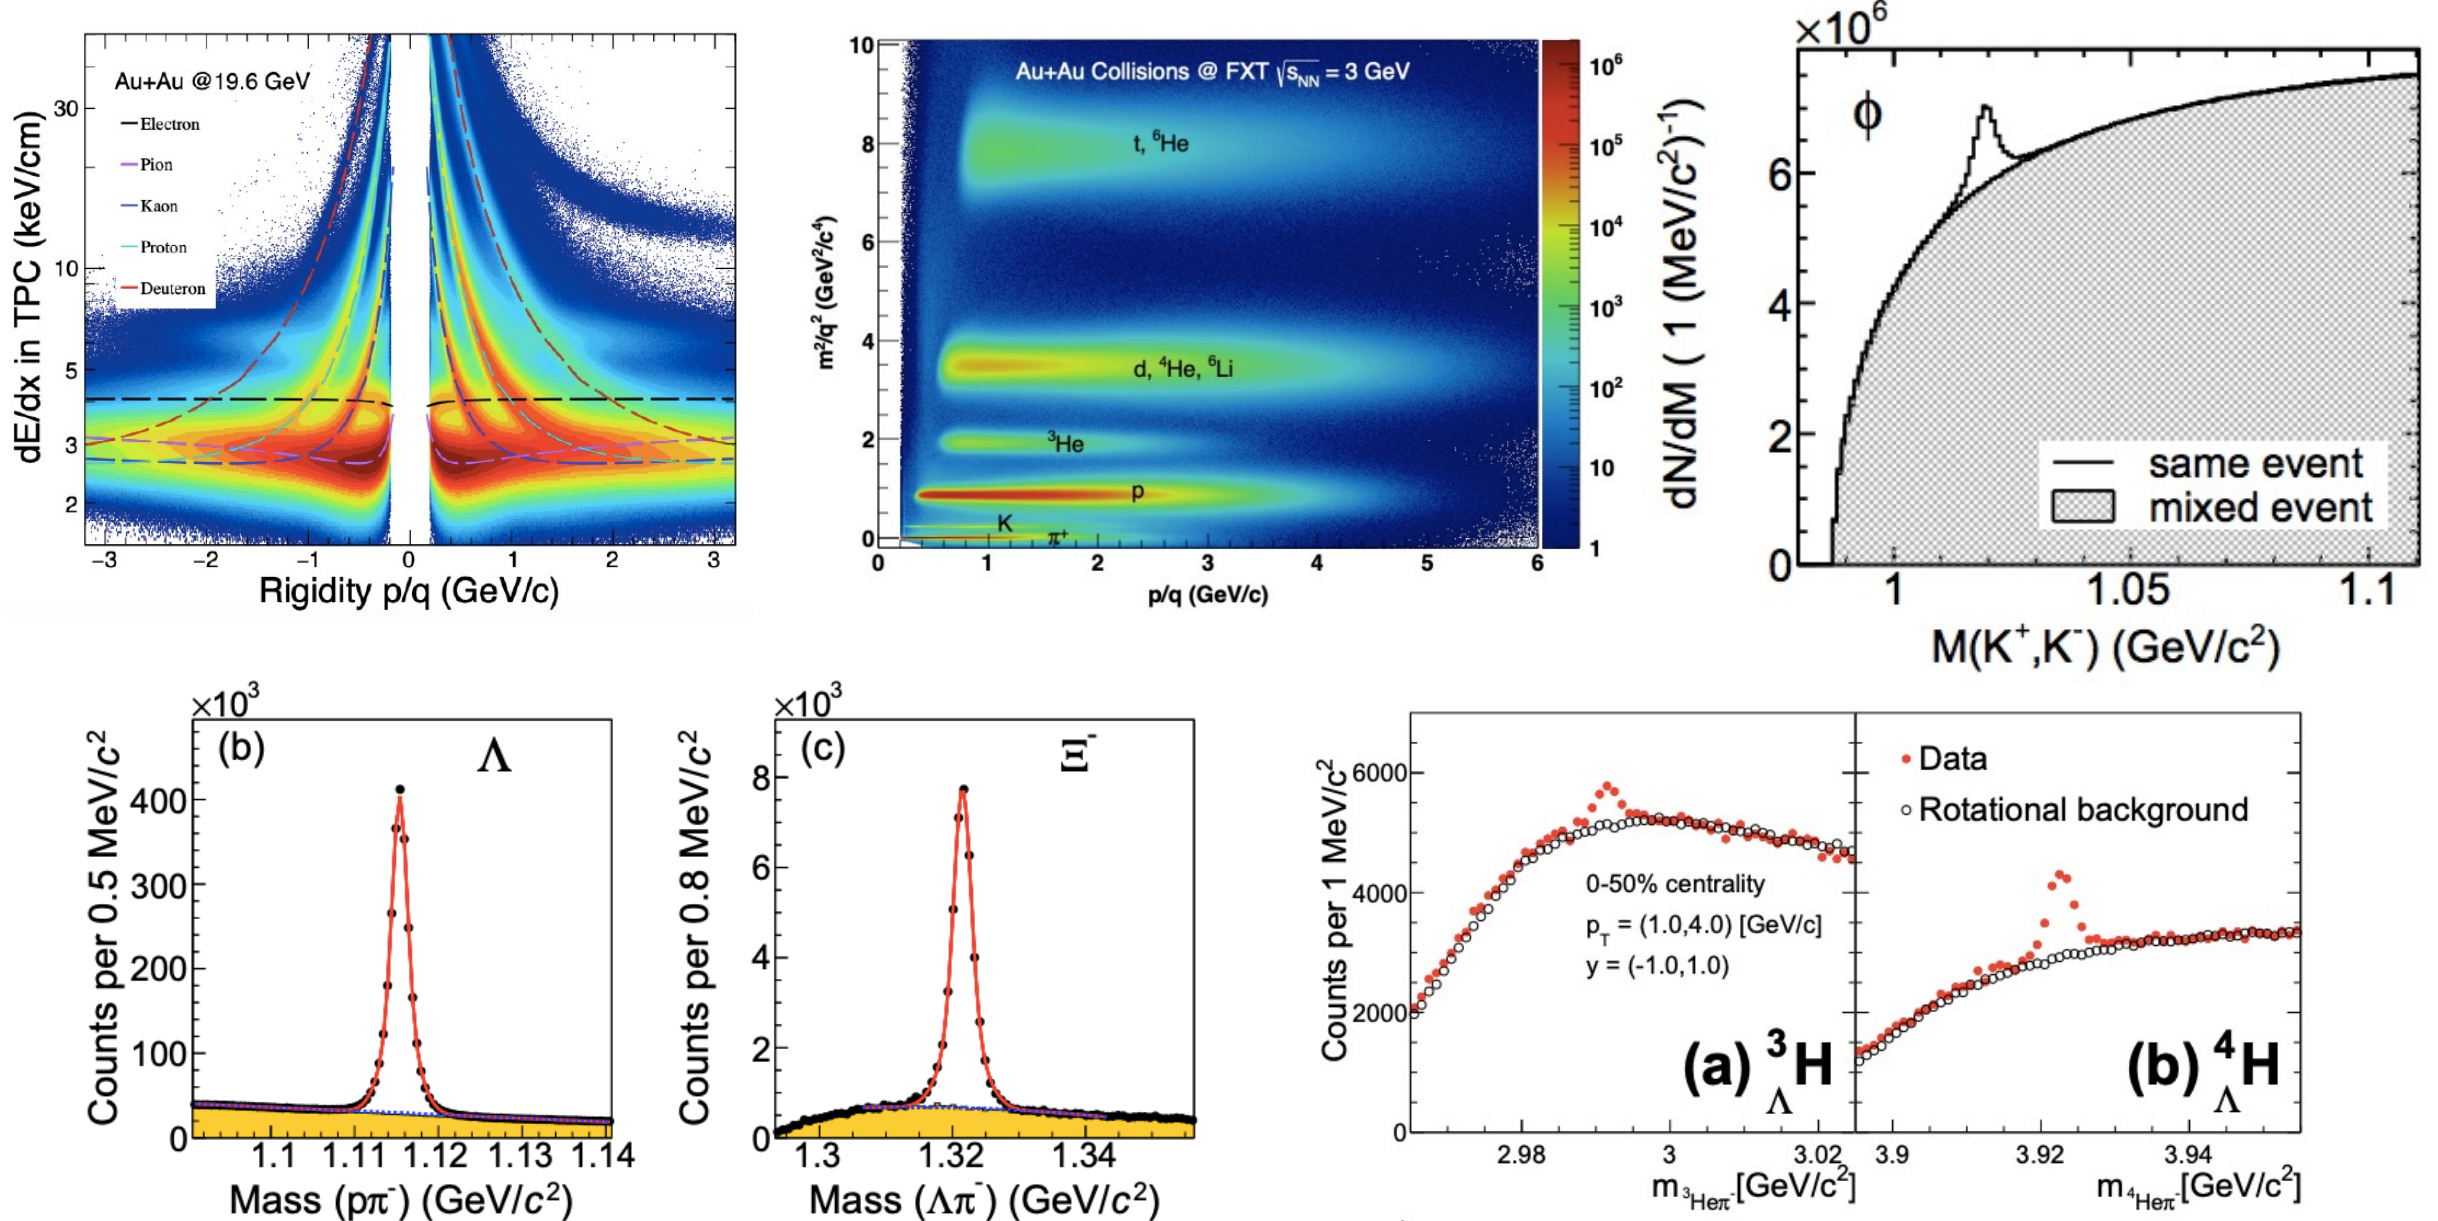 Au+Au @19.6 GeV
Electron
Pion
Kaon
Proton
Deuteron
dE/dx in TPC (keV/cm)
30
10
5
3
2
−3 −2 −1 0 1 2 3
Rigidity p/q (GeV/c)
Au+Au Collisions @ FXT √sNN = 3 GeV
t, ⁶He
d, ⁴He, ⁶Li
³He
p
K
π⁺
m²/q² (GeV²/c⁴)
10
8
6
4
2
0
0 1 2 3 4 5 6
p/q (GeV/c)
10⁶
10⁵
10⁴
10³
10²
10
1
×10⁶
ϕ
dN/dM ( 1 (MeV/c²)⁻¹)
6
4
2
0
same event
mixed event
1 1.05 1.1
M(K⁺,K⁻) (GeV/c²)
×10³
(b) Λ
Counts per 0.5 MeV/c²
400
300
200
100
0
1.1 1.11 1.12 1.13 1.14
Mass (pπ⁻) (GeV/c²)
×10³
(c) Ξ⁻
Counts per 0.8 MeV/c²
8
6
4
2
0
1.3 1.32 1.34
Mass (Λπ⁻) (GeV/c²)
Counts per 1 MeV/c²
6000
4000
2000
0
0-50% centrality
pT = (1.0,4.0) [GeV/c]
y = (-1.0,1.0)
(a) ³ΛH
2.98 3 3.02
m³Heπ⁻[GeV/c²]
Data
Rotational background
(b) ⁴ΛH
3.9 3.92 3.94
m⁴Heπ⁻[GeV/c²]